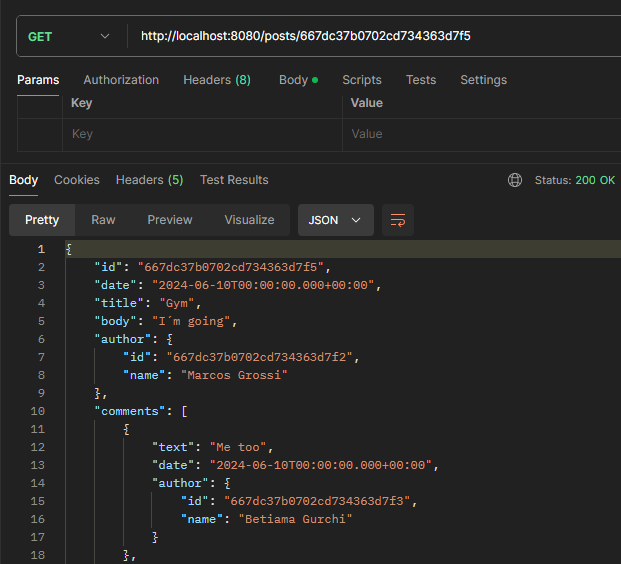 GET http://localhost:8080/posts/667dc37b0702cd734363d7f5
Params Authorization Headers (8) Body Scripts Tests Settings
Key Value
Key Value
Body Cookies Headers (5) Test Results Status: 200 OK
Pretty Raw Preview Visualize JSON
1 {
2 "id": "667dc37b0702cd734363d7f5",
3 "date": "2024-06-10T00:00:00.000+00:00",
4 "title": "Gym",
5 "body": "I´m going",
6 "author": {
7 "id": "667dc37b0702cd734363d7f2",
8 "name": "Marcos Grossi"
9 },
10 "comments": [
11 {
12 "text": "Me too",
13 "date": "2024-06-10T00:00:00.000+00:00",
14 "author": {
15 "id": "667dc37b0702cd734363d7f3",
16 "name": "Betiama Gurchi"
17 }
18 },